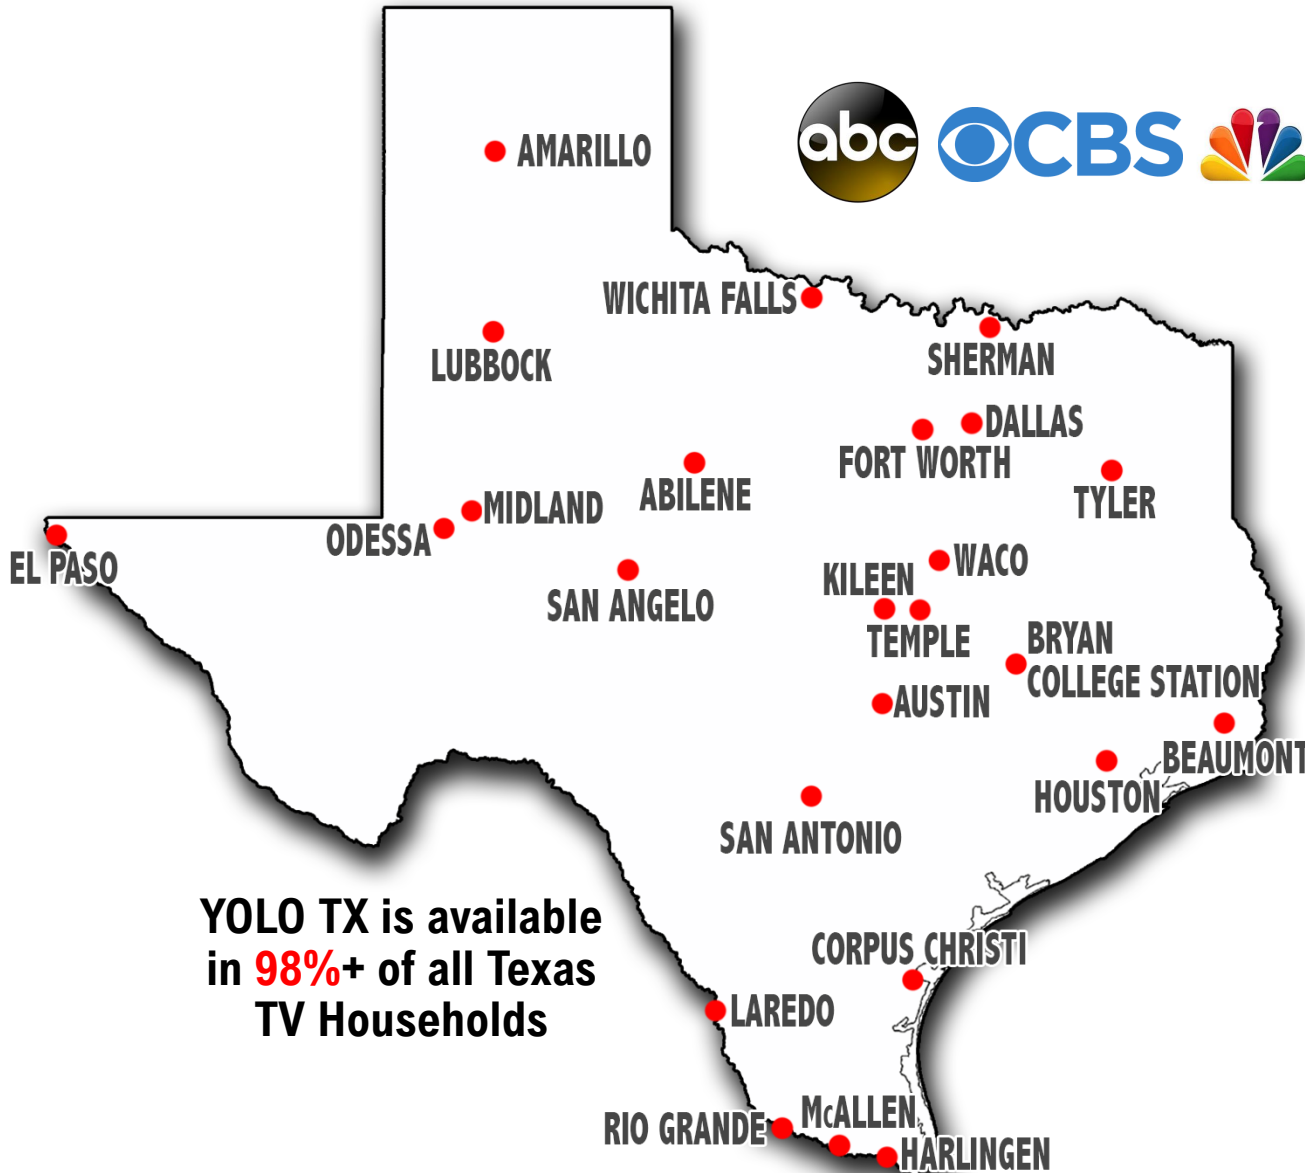 abc
CBS
AMARILLO
WICHITA FALLS
LUBBOCK
SHERMAN
DALLAS
FORT WORTH
ABILENE
TYLER
MIDLAND
ODESSA
EL PASO
WACO
KILEEN
SAN ANGELO
TEMPLE
BRYAN
COLLEGE STATION
AUSTIN
BEAUMONT
HOUSTON
SAN ANTONIO
YOLO TX is available
in 98%+ of all Texas
TV Households
CORPUS CHRISTI
LAREDO
McALLEN
RIO GRANDE
HARLINGEN